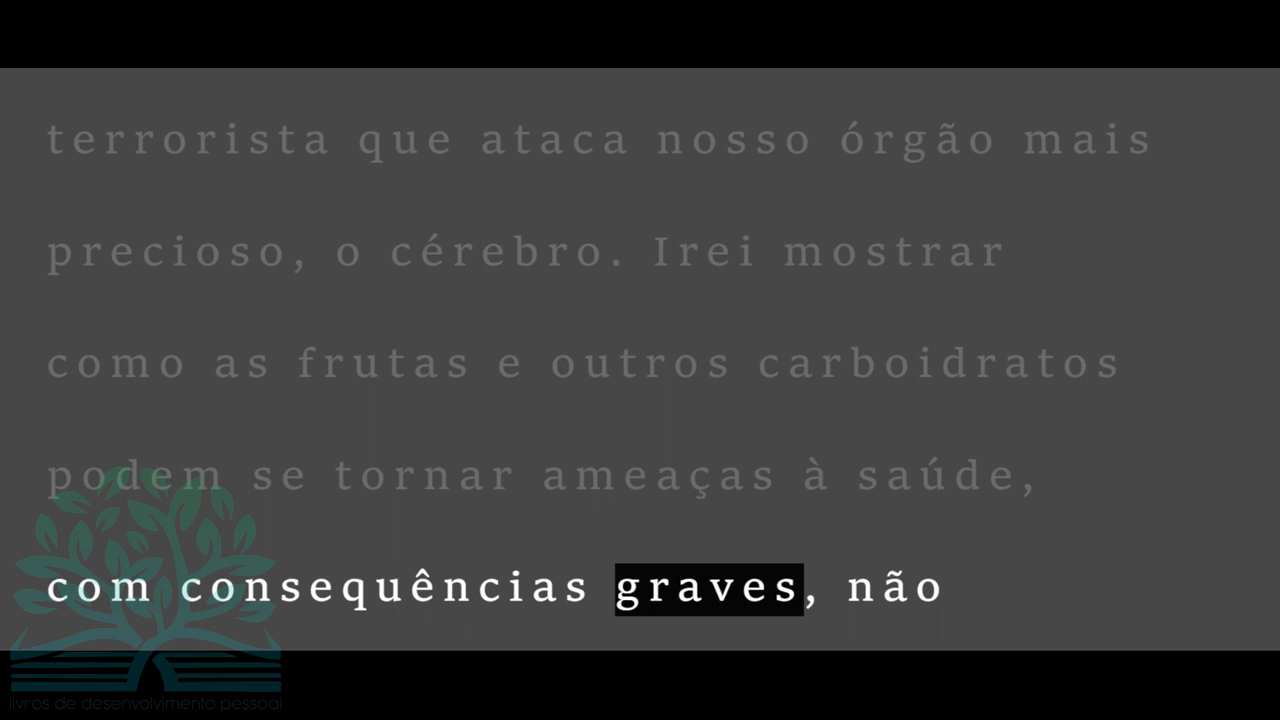 terrorista que ataca nosso órgão mais
precioso, o cérebro. Irei mostrar
como as frutas e outros carboidratos
podem se tornar ameaças à saúde,
com consequências graves, não
livros de desenvolvimento pessoal